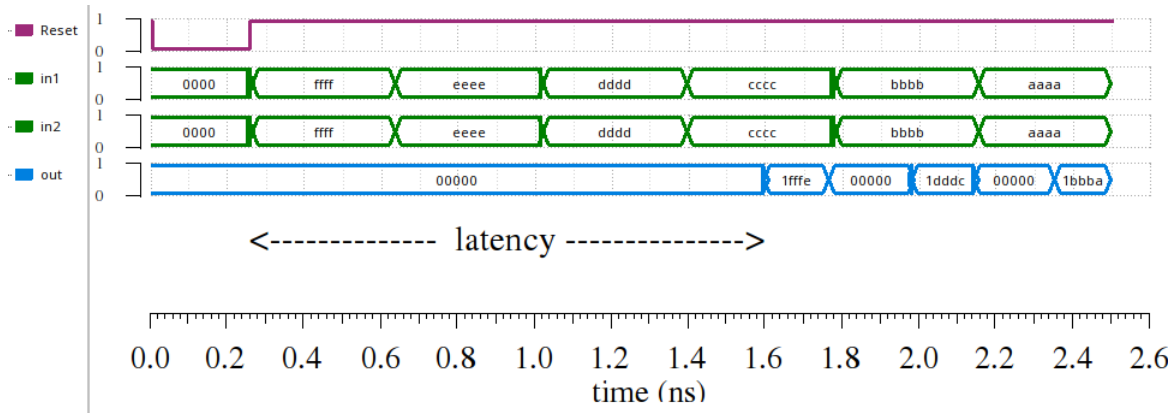 1
Reset
0
1
in1 0000 ffff eeee dddd cccc bbbb aaaa
0
1
in2 0000 ffff eeee dddd cccc bbbb aaaa
0
1
out 00000 1fffe 00000 1dddc 00000 1bbba
0
<------------- latency ------------->
0.0 0.2 0.4 0.6 0.8 1.0 1.2 1.4 1.6 1.8 2.0 2.2 2.4 2.6
time (ns)